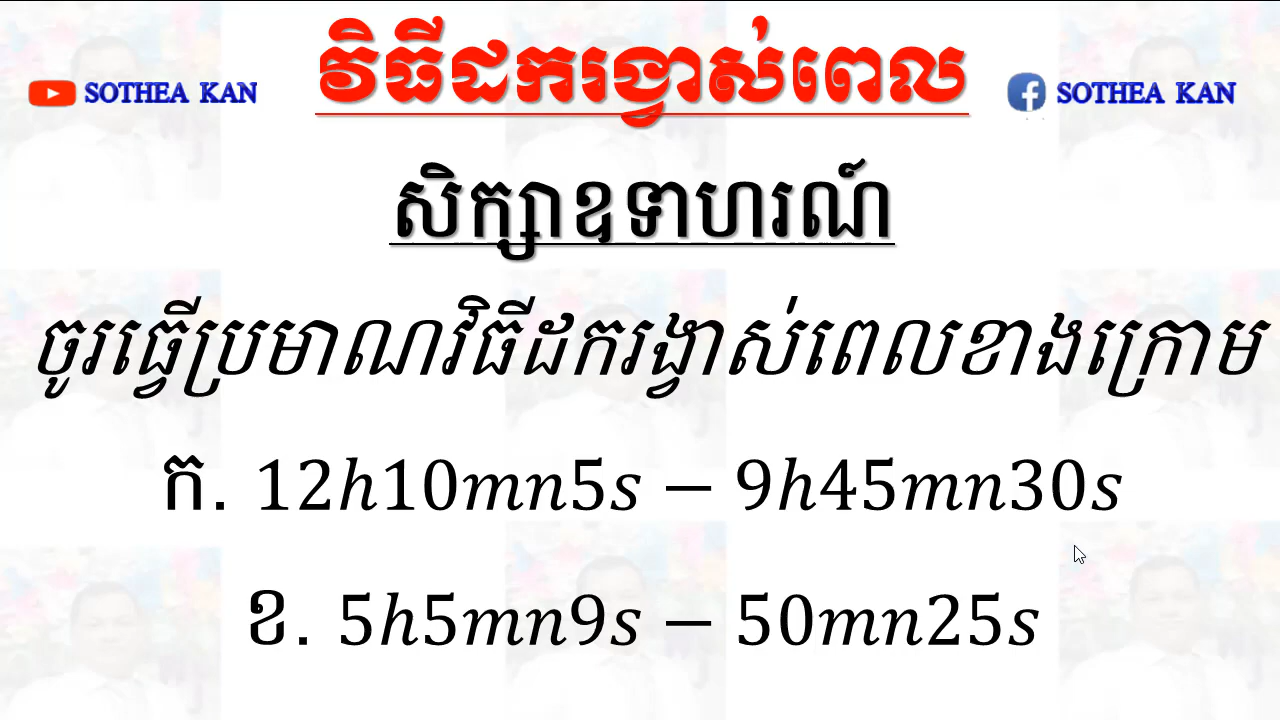 វិធីដករង្វាស់ពេល
SOTHEA KAN
SOTHEA KAN
សិក្សាឧទាហរណ៍
ចូរធ្វើប្រមាណវិធីដករង្វាស់ពេលខាងក្រោម
ក. 12h10mn5s − 9h45mn30s
ខ. 5h5mn9s − 50mn25s